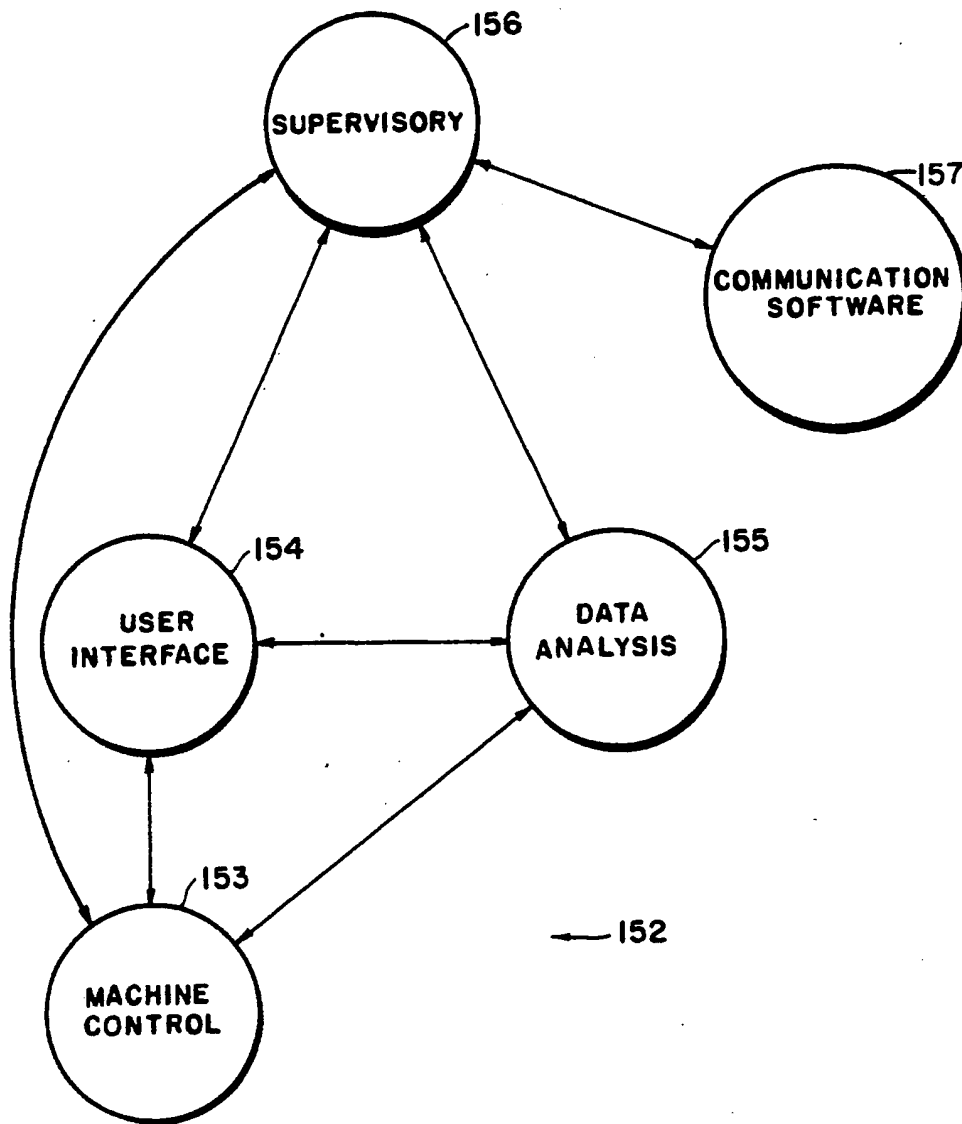 156
SUPERVISORY
157
COMMUNICATION
SOFTWARE
154
USER
INTERFACE
155
DATA
ANALYSIS
153
MACHINE
CONTROL
152